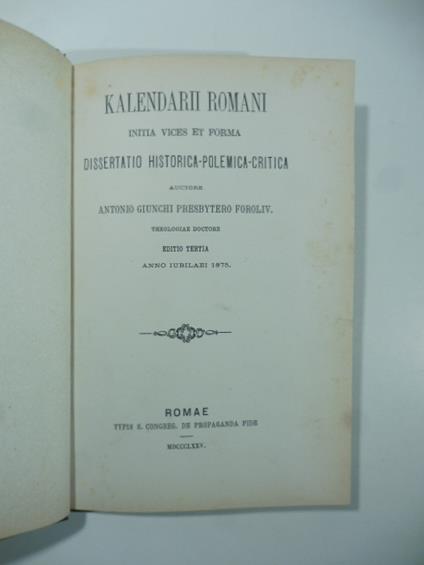 KALENDARII ROMANI
INITIA VICES ET FORMA
DISSERTATIO HISTORICA-POLEMICA-CRITICA
AUCTORE
ANTONIO GIUNCHI PRESBYTERO FOROLIV.
THEOLOGIAE DOCTORE
EDITIO TERTIA
ANNO IUBILAEI 1875.
ROMAE
TYPIS S. CONGREG. DE PROPAGANDA FIDE
MDCCCLXXV.